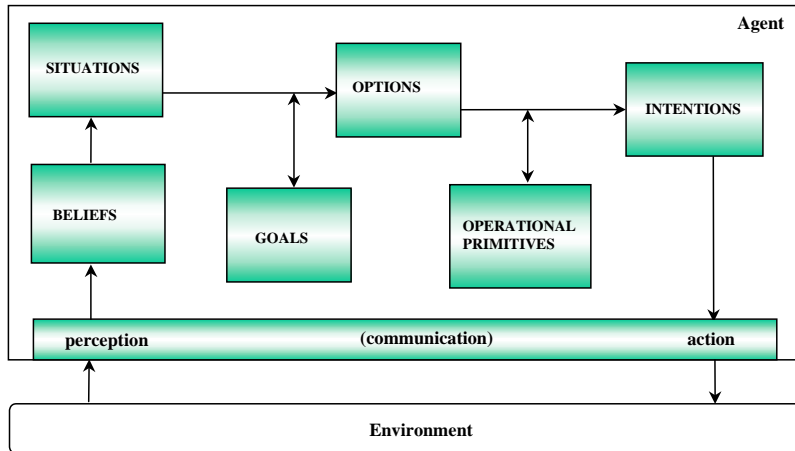 Agent
SITUATIONS
OPTIONS
INTENTIONS
BELIEFS
GOALS
OPERATIONAL
PRIMITIVES
perception (communication) action
Environment